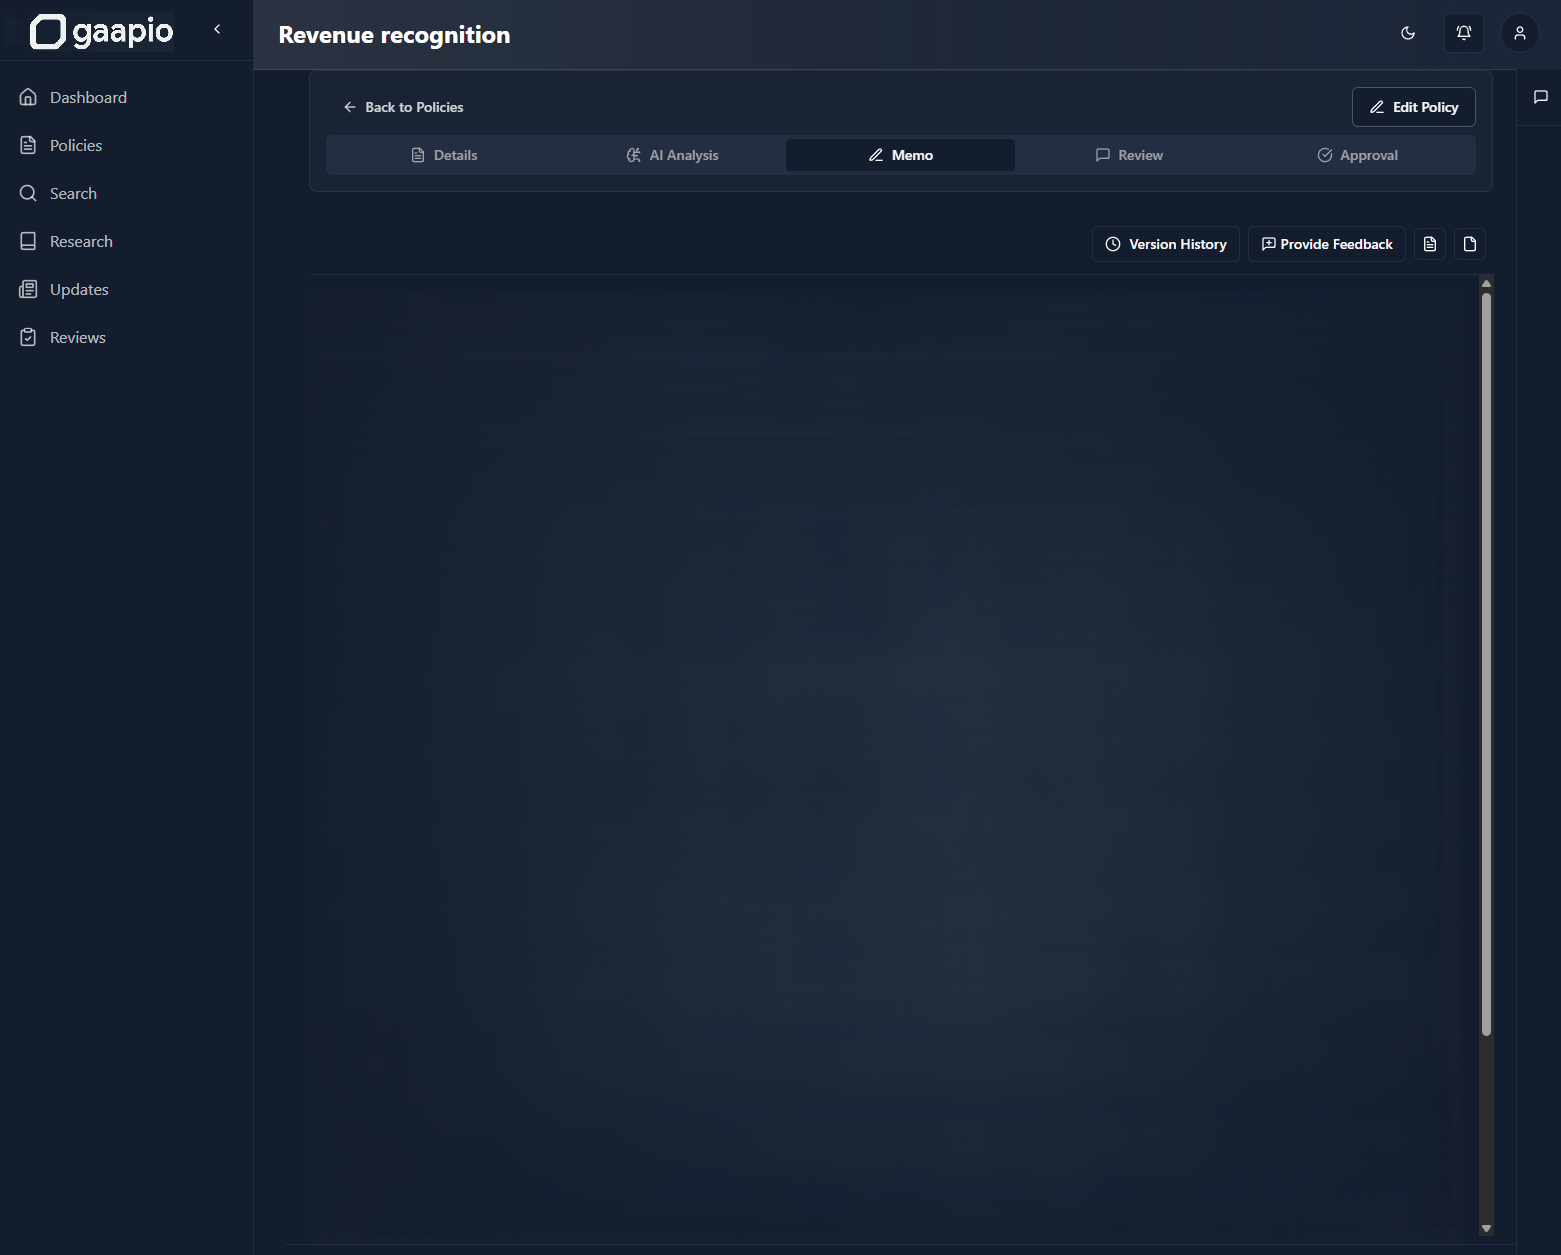 gaapio
Revenue recognition
Dashboard
Policies
Search
Research
Updates
Reviews
Back to Policies
Edit Policy
Details
AI Analysis
Memo
Review
Approval
Version History
Provide Feedback